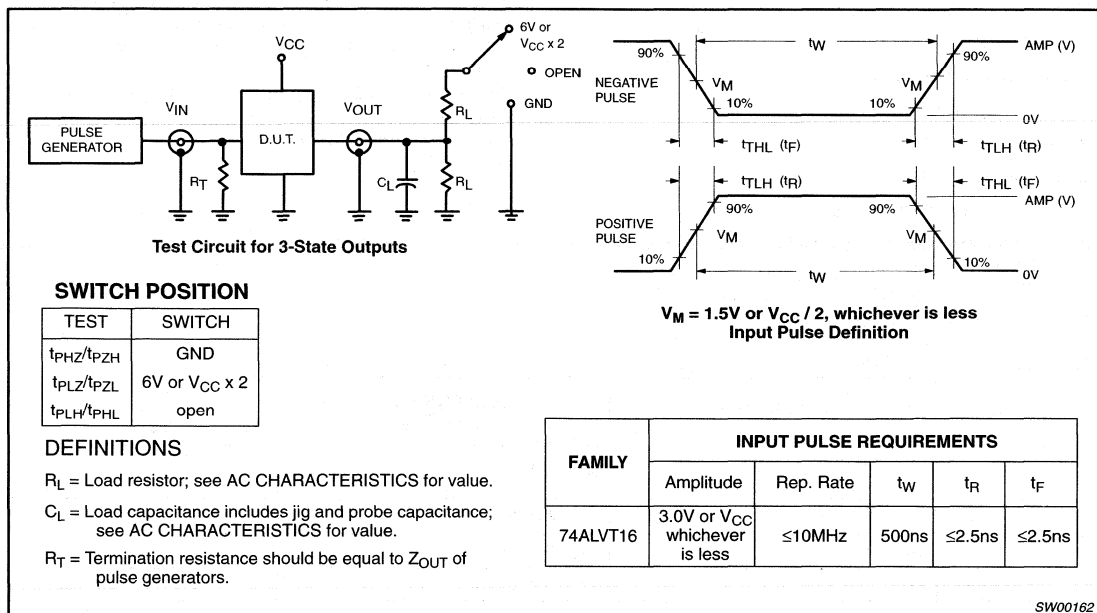 6V or
VCC x 2
OPEN
GND
VCC
VIN
VOUT
PULSE
GENERATOR
D.U.T.
RT
CL
RL
RL
Test Circuit for 3-State Outputs
90%
tW
90%
AMP (V)
NEGATIVE
PULSE
VM
VM
10%
10%
0V
tTHL (tF)
tTLH (tR)
tTLH (tR)
tTHL (tF)
AMP (V)
90%
90%
POSITIVE
PULSE
VM
VM
10%
10%
tW
0V
VM = 1.5V or VCC / 2, whichever is less
Input Pulse Definition
SWITCH POSITION
TEST SWITCH
tPHZ/tPZH GND
tPLZ/tPZL 6V or VCC x 2
tPLH/tPHL open
DEFINITIONS
RL = Load resistor; see AC CHARACTERISTICS for value.
CL = Load capacitance includes jig and probe capacitance;
see AC CHARACTERISTICS for value.
RT = Termination resistance should be equal to ZOUT of
pulse generators.
FAMILY
INPUT PULSE REQUIREMENTS
Amplitude Rep. Rate tW tR tF
74ALVT16
3.0V or VCC
whichever
is less
≤10MHz 500ns ≤2.5ns ≤2.5ns
SW00162